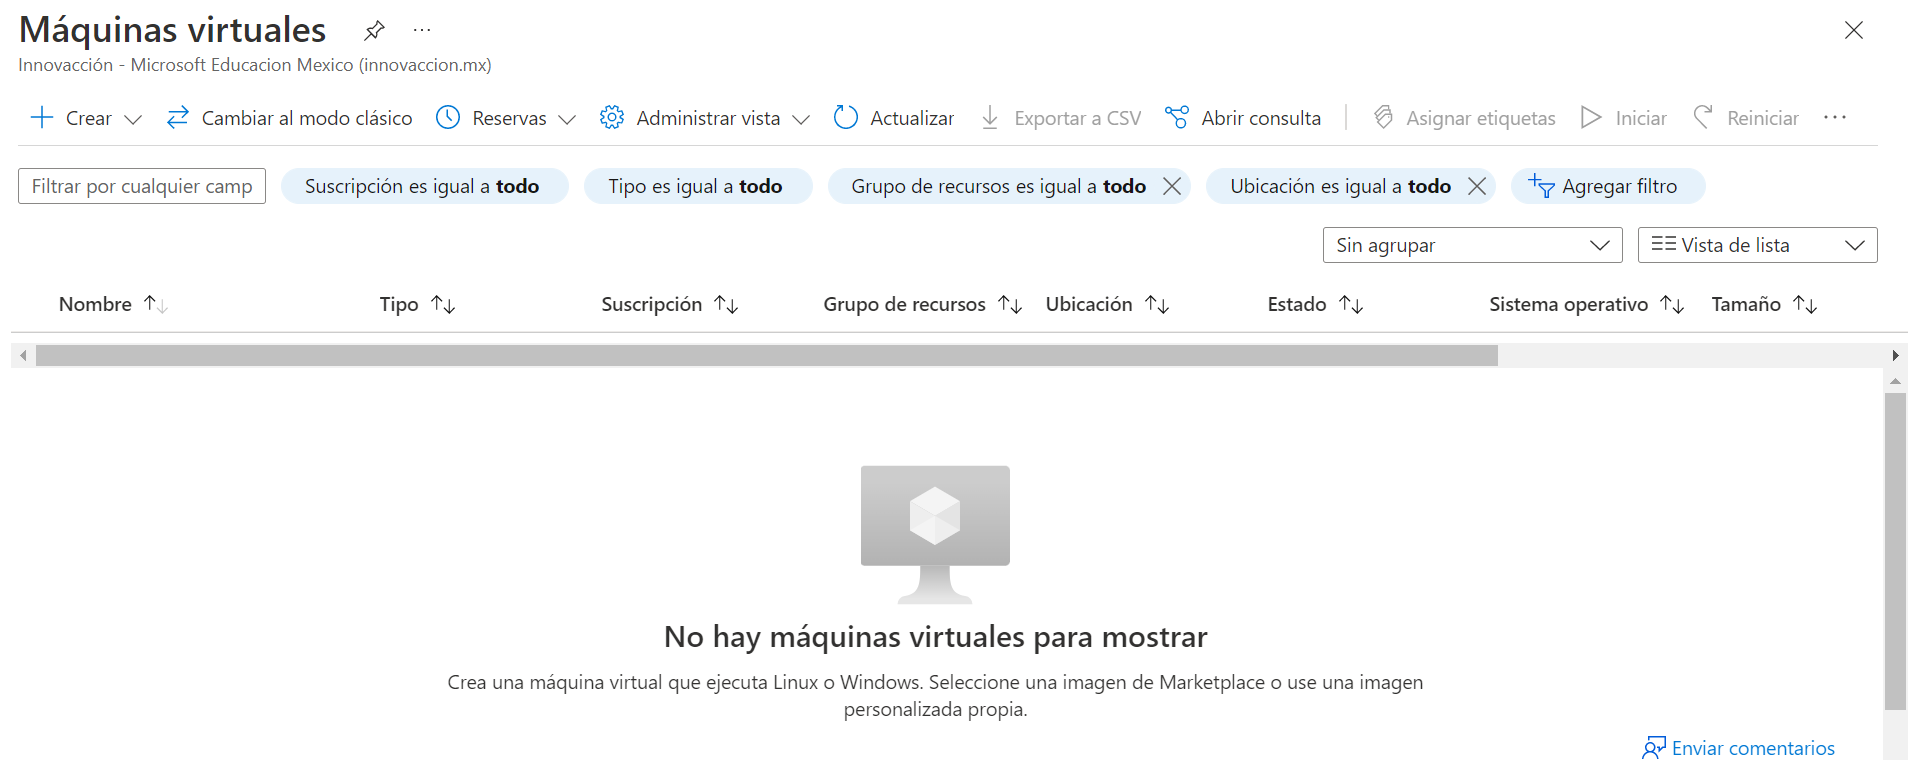 Máquinas virtuales
Innovacción - Microsoft Educacion Mexico (innovaccion.mx)
Crear Cambiar al modo clásico Reservas Administrar vista Actualizar Exportar a CSV Abrir consulta Asignar etiquetas Iniciar Reiniciar
Filtrar por cualquier camp Suscripción es igual a todo Tipo es igual a todo Grupo de recursos es igual a todo Ubicación es igual a todo Agregar filtro
Sin agrupar Vista de lista
Nombre Tipo Suscripción Grupo de recursos Ubicación Estado Sistema operativo Tamaño
No hay máquinas virtuales para mostrar
Crea una máquina virtual que ejecuta Linux o Windows. Seleccione una imagen de Marketplace o use una imagen
personalizada propia.
Enviar comentarios